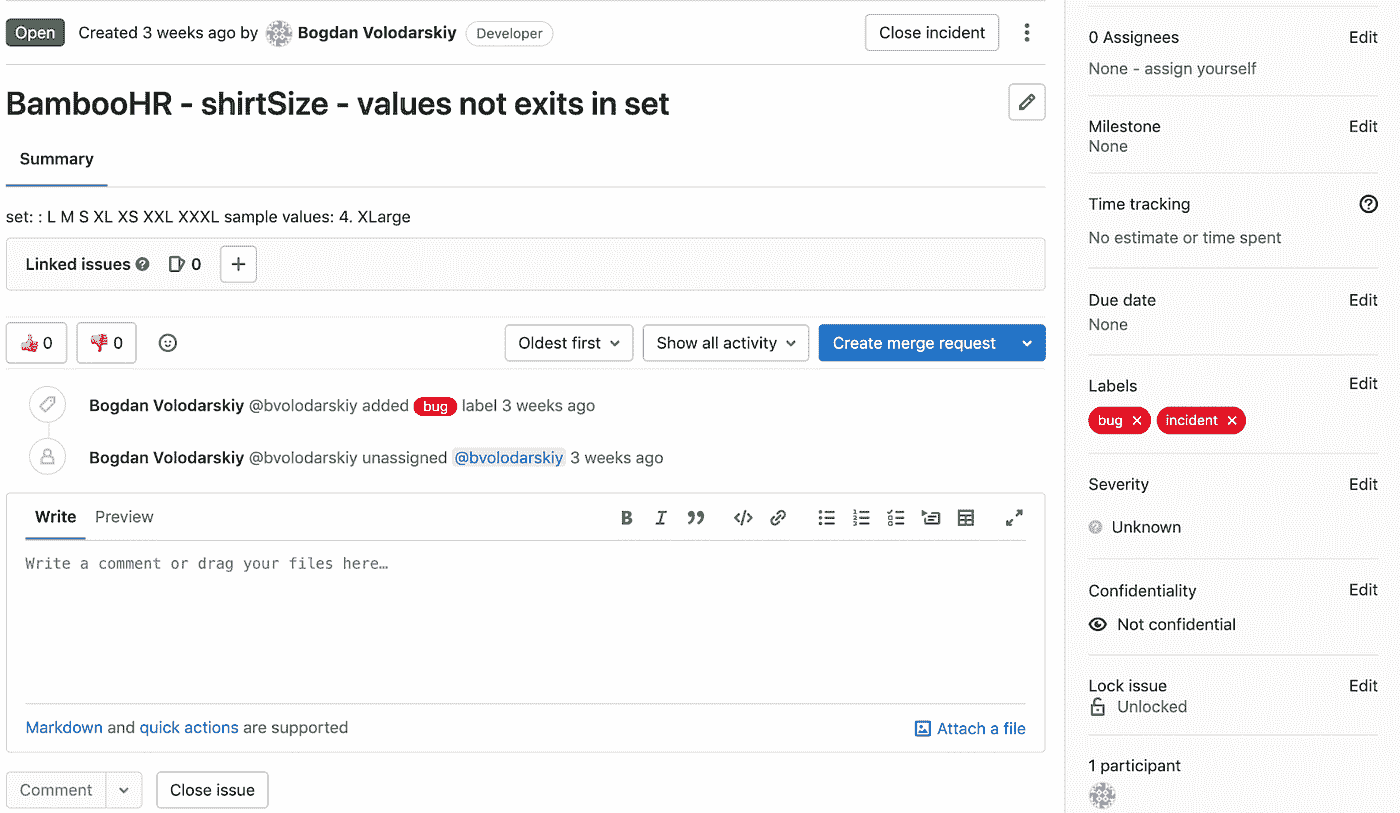 Open Created 3 weeks ago by Bogdan Volodarskiy Developer Close incident
BambooHR - shirtSize - values not exits in set
Summary
set: : L M S XL XS XXL XXXL sample values: 4. XLarge
Linked issues 0
0 0 Oldest first Show all activity Create merge request
Bogdan Volodarskiy @bvolodarskiy added bug label 3 weeks ago
Bogdan Volodarskiy @bvolodarskiy unassigned @bvolodarskiy 3 weeks ago
Write Preview
Write a comment or drag your files here…
Markdown and quick actions are supported Attach a file
Comment Close issue
0 Assignees Edit
None - assign yourself
Milestone Edit
None
Time tracking
No estimate or time spent
Due date Edit
None
Labels Edit
bug incident
Severity Edit
Unknown
Confidentiality Edit
Not confidential
Lock issue Edit
Unlocked
1 participant